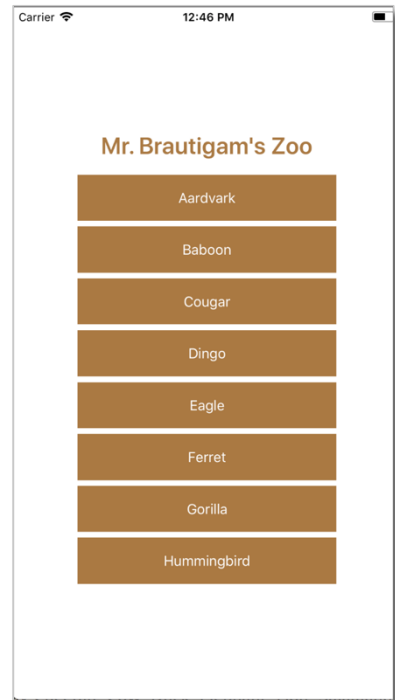 Carrier 12:46 PM
Mr. Brautigam's Zoo
Aardvark
Baboon
Cougar
Dingo
Eagle
Ferret
Gorilla
Hummingbird